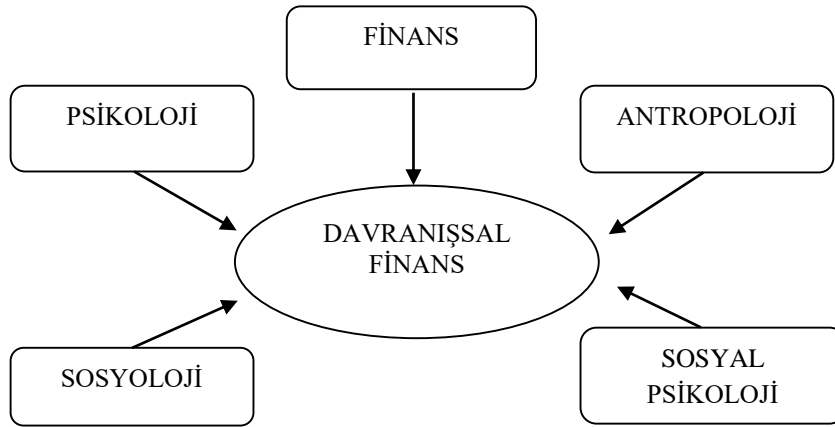 FİNANS
PSİKOLOJİ
ANTROPOLOJİ
DAVRANIŞSAL
FİNANS
SOSYOLOJİ
SOSYAL
PSİKOLOJİ